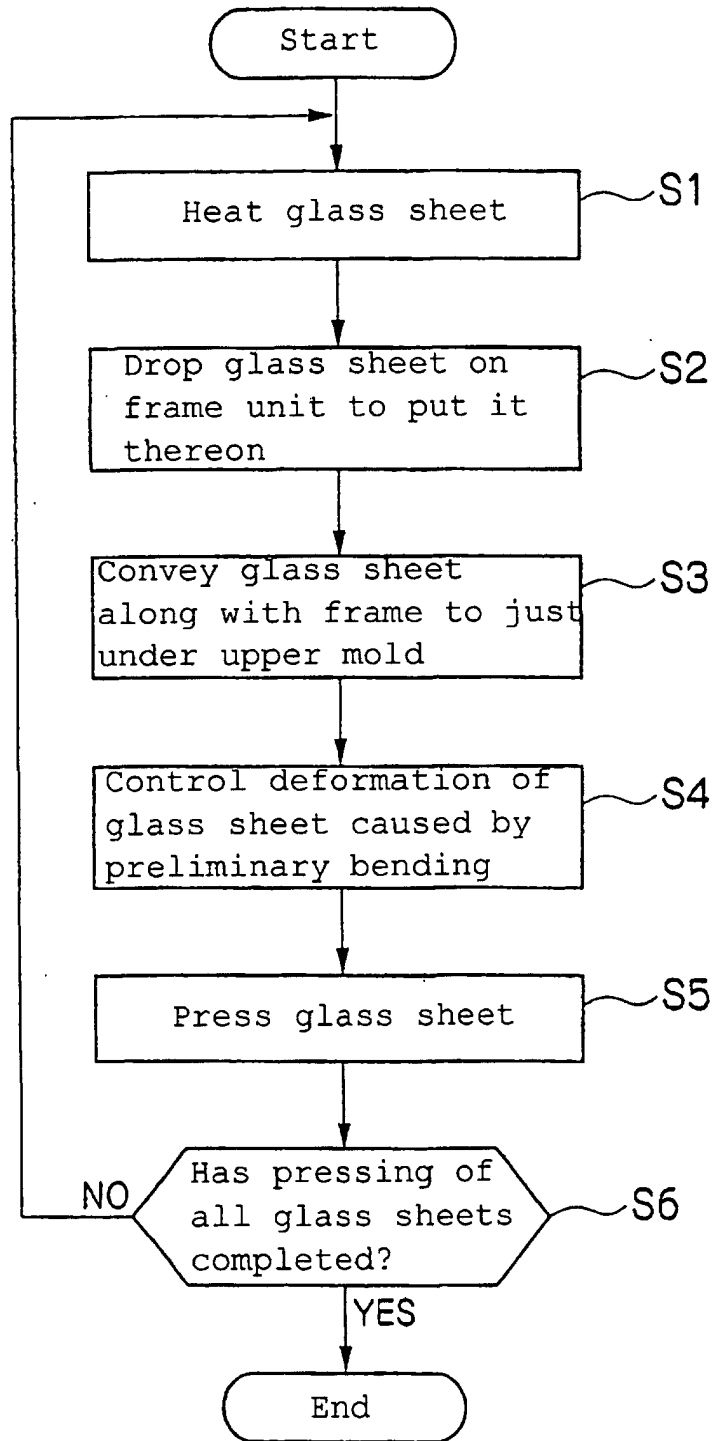 Start
Heat glass sheet
S1
Drop glass sheet on
frame unit to put it
thereon
S2
Convey glass sheet
along with frame to just
under upper mold
S3
Control deformation of
glass sheet caused by
preliminary bending
S4
Press glass sheet
S5
Has pressing of
all glass sheets
completed?
S6
NO
YES
End